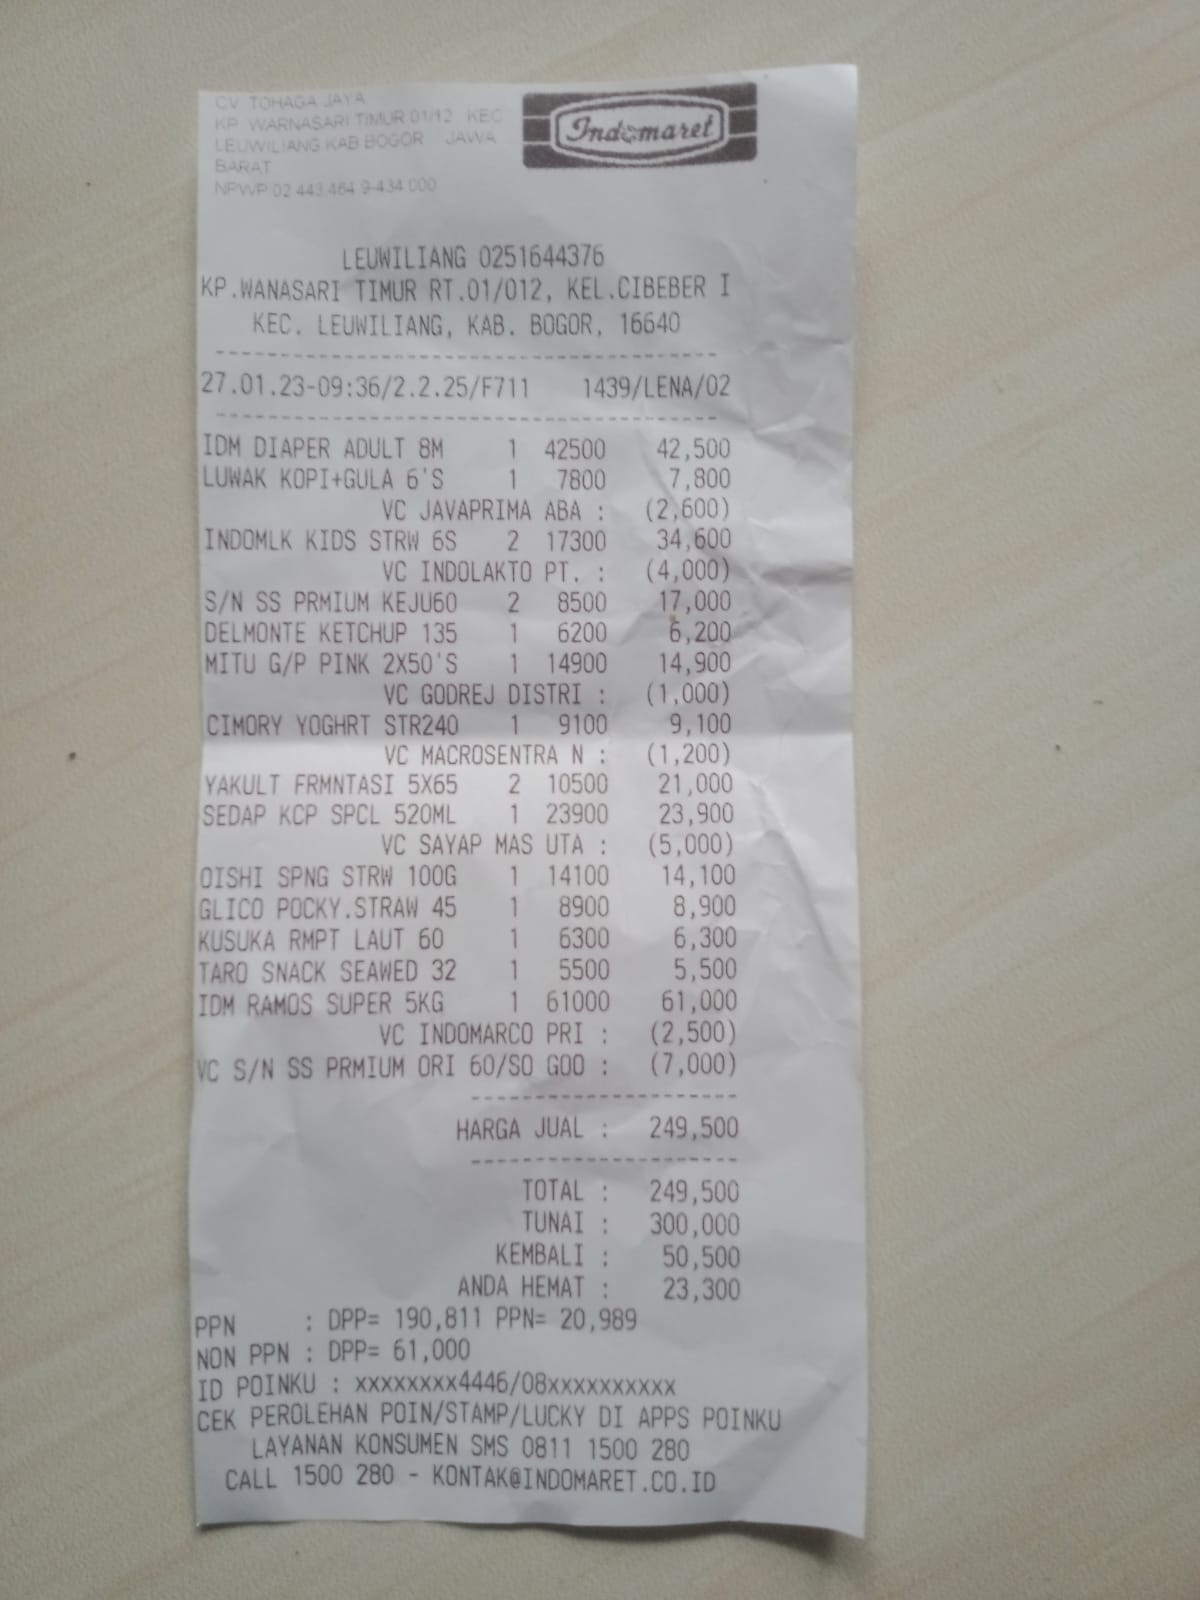 CV TOHAGA JAYA
KP WARNASARI TIMUR 01/12 KEC
LEUWILIANG KAB BOGOR JAWA
BARAT
NPWP 02 443 464 9-434 000
Indomaret
LEUWILIANG 0251644376
KP.WANASARI TIMUR RT.01/012, KEL.CIBEBER I
KEC. LEUWILIANG, KAB. BOGOR, 16640
27.01.23-09:36/2.2.25/F711 1439/LENA/02
IDM DIAPER ADULT 8M 1 42500 42,500
LUWAK KOPI+GULA 6'S 1 7800 7,800
VC JAVAPRIMA ABA : (2,600)
INDOMLK KIDS STRW 6S 2 17300 34,600
VC INDOLAKTO PT. : (4,000)
S/N SS PRMIUM KEJU60 2 8500 17,000
DELMONTE KETCHUP 135 1 6200 6,200
MITU G/P PINK 2X50'S 1 14900 14,900
VC GODREJ DISTRI : (1,000)
CIMORY YOGHRT STR240 1 9100 9,100
VC MACROSENTRA N : (1,200)
YAKULT FRMNTASI 5X65 2 10500 21,000
SEDAP KCP SPCL 520ML 1 23900 23,900
VC SAYAP MAS UTA : (5,000)
OISHI SPNG STRW 100G 1 14100 14,100
GLICO POCKY.STRAW 45 1 8900 8,900
KUSUKA RMPT LAUT 60 1 6300 6,300
TARO SNACK SEAWED 32 1 5500 5,500
IDM RAMOS SUPER 5KG 1 61000 61,000
VC INDOMARCO PRI : (2,500)
VC S/N SS PRMIUM ORI 60/SO GOO : (7,000)
HARGA JUAL : 249,500
TOTAL : 249,500
TUNAI : 300,000
KEMBALI : 50,500
ANDA HEMAT : 23,300
PPN : DPP= 190,811 PPN= 20,989
NON PPN : DPP= 61,000
ID POINKU : xxxxxxxx4446/08xxxxxxxxxx
CEK PEROLEHAN POIN/STAMP/LUCKY DI APPS POINKU
LAYANAN KONSUMEN SMS 0811 1500 280
CALL 1500 280 - KONTAK@INDOMARET.CO.ID